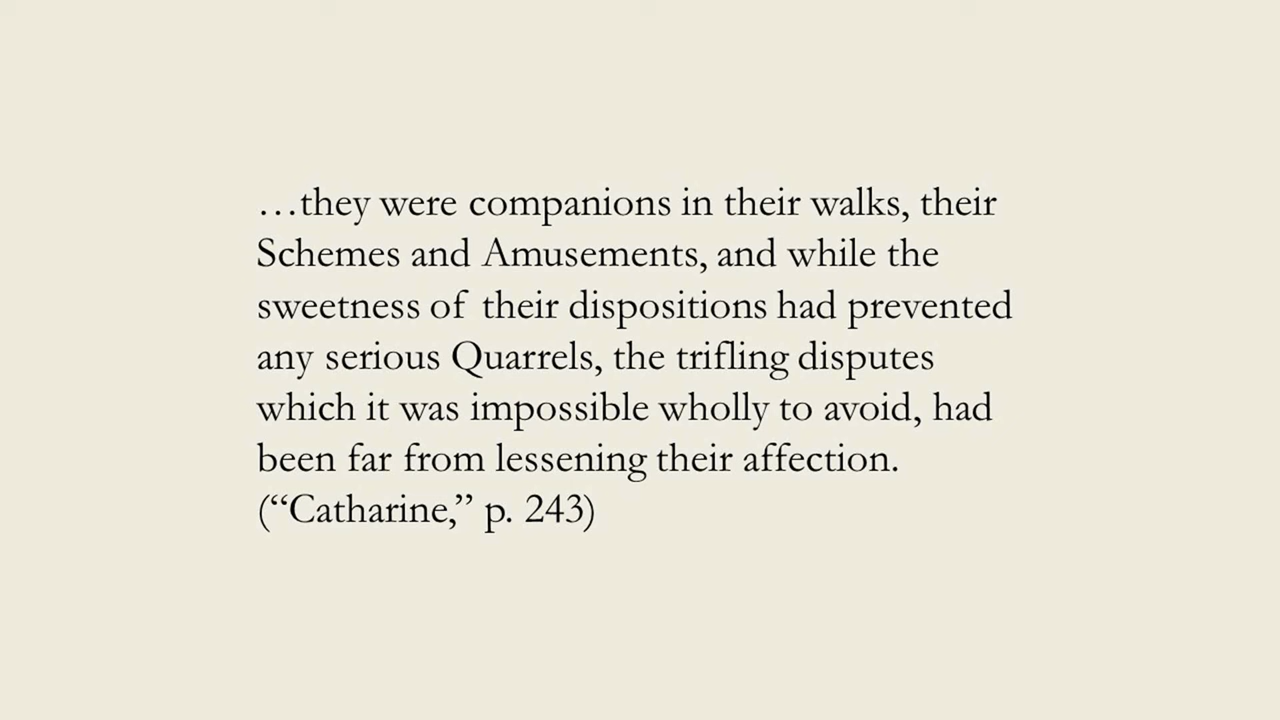 …they were companions in their walks, their
Schemes and Amusements, and while the
sweetness of their dispositions had prevented
any serious Quarrels, the trifling disputes
which it was impossible wholly to avoid, had
been far from lessening their affection.
(“Catharine,” p. 243)